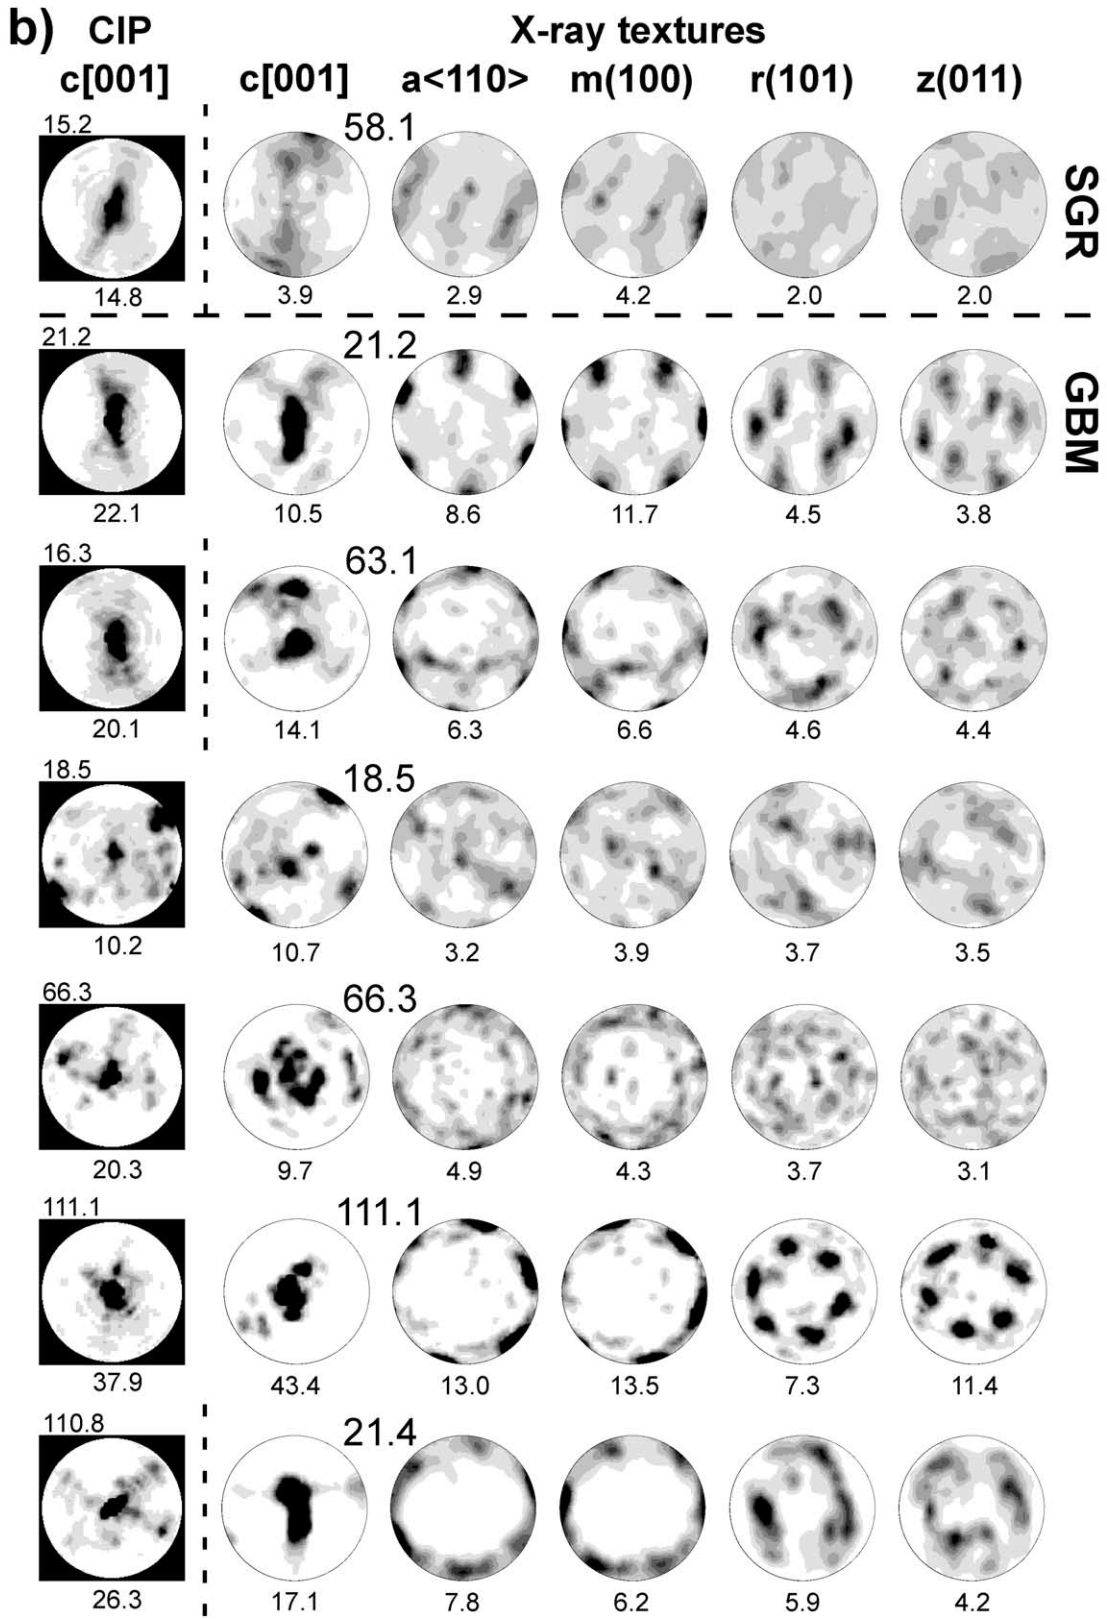 b) CIP X-ray textures
c[001] c[001] a<110> m(100) r(101) z(011)
15.2 58.1
SGR
14.8 3.9 2.9 4.2 2.0 2.0
21.2 21.2
GBM
22.1 10.5 8.6 11.7 4.5 3.8
16.3 63.1
20.1 14.1 6.3 6.6 4.6 4.4
18.5 18.5
10.2 10.7 3.2 3.9 3.7 3.5
66.3 66.3
20.3 9.7 4.9 4.3 3.7 3.1
111.1 111.1
37.9 43.4 13.0 13.5 7.3 11.4
110.8 21.4
26.3 17.1 7.8 6.2 5.9 4.2